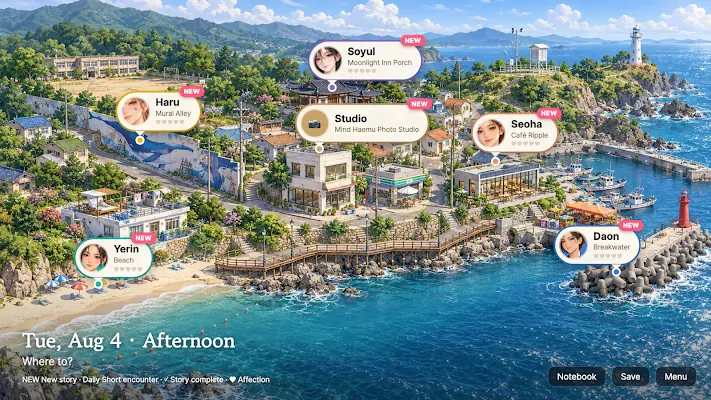 NEW
Soyul
Moonlight Inn Porch
NEW
Haru
Mural Alley
NEW
Studio
Mind Haemu Photo Studio
NEW
Seoha
Café Ripple
NEW
Yerin
Beach
NEW
Daon
Breakwater
Tue, Aug 4 · Afternoon
Where to?
NEW New story · Daily Short encounter · ✓ Story complete · ♥ Affection
Notebook
Save
Menu